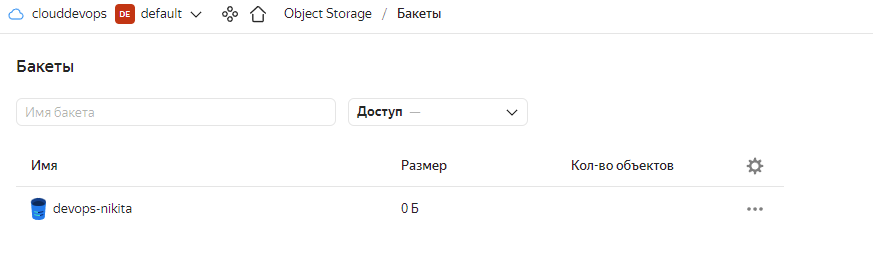 clouddevops DE default Object Storage / Бакеты
Бакеты
Имя бакета Доступ —
Имя Размер Кол-во объектов
devops-nikita 0 Б